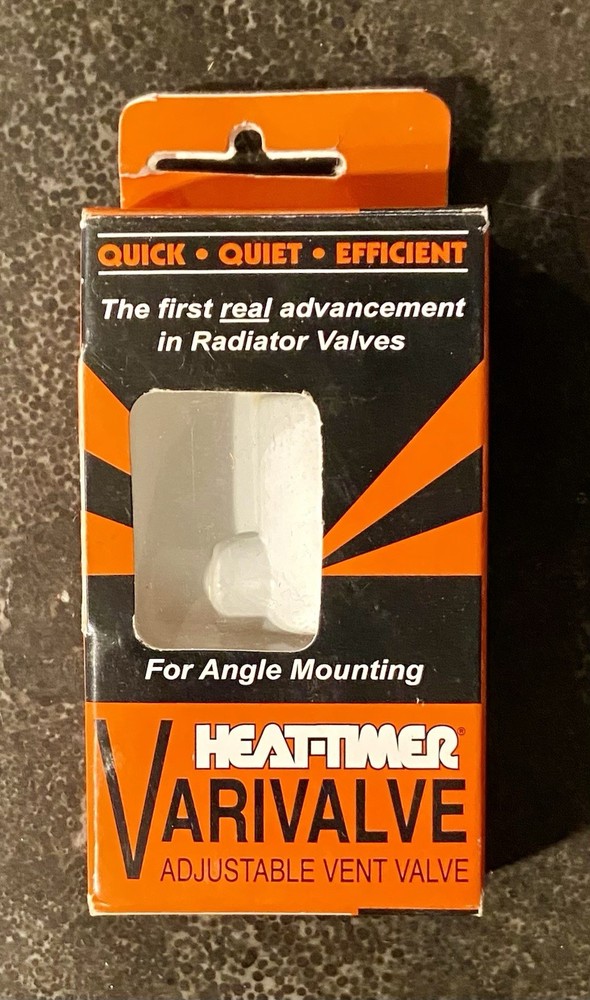 QUICK • QUIET • EFFICIENT
The first real advancement
in Radiator Valves
For Angle Mounting
HEAT-TIMER®
VARIVALVE
ADJUSTABLE VENT VALVE